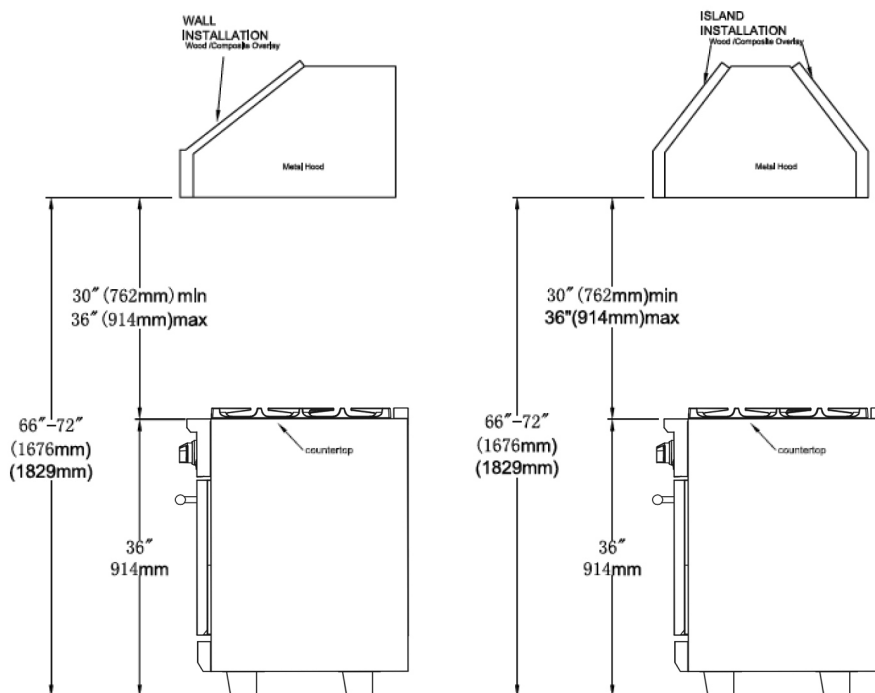 WALL
INSTALLATION
Wood /Composite Overlay
Metal Hood
30" (762mm) min
36" (914mm)max
66"-72"
(1676mm)
(1829mm)
countertop
36"
914mm
ISLAND
INSTALLATION
Wood /Composite Overlay
Metal Hood
30" (762mm)min
36"(914mm)max
66"-72"
(1676mm)
(1829mm)
countertop
36"
914mm